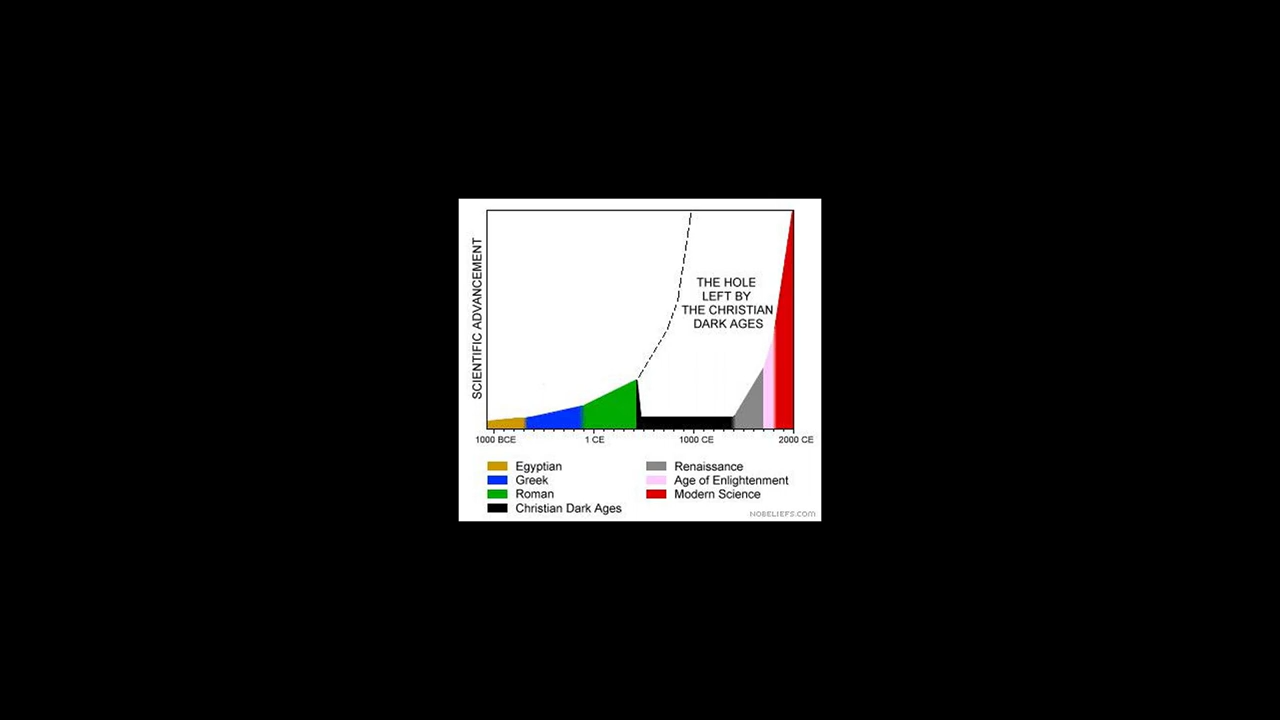 SCIENTIFIC ADVANCEMENT
THE HOLE
LEFT BY
THE CHRISTIAN
DARK AGES
1000 BCE
1 CE
1000 CE
2000 CE
Egyptian
Greek
Roman
Christian Dark Ages
Renaissance
Age of Enlightenment
Modern Science
NOBELIEFS.COM